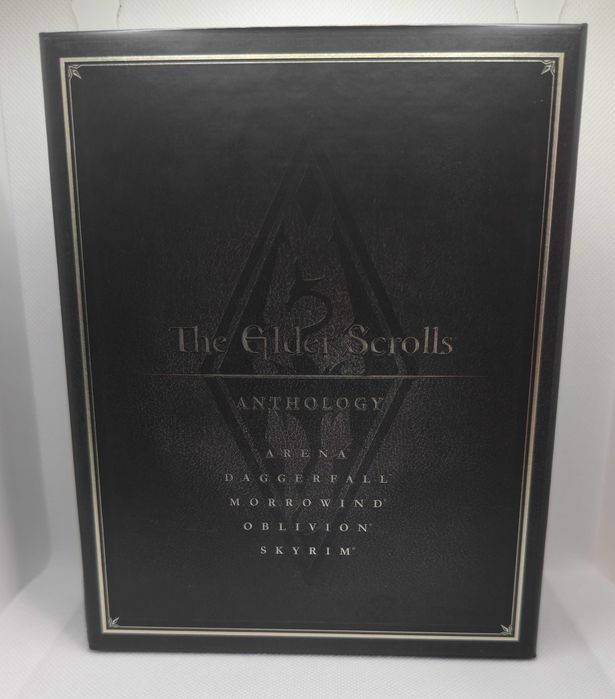 The Elder Scrolls
ANTHOLOGY
ARENA
DAGGERFALL
MORROWIND®
OBLIVION®
SKYRIM®